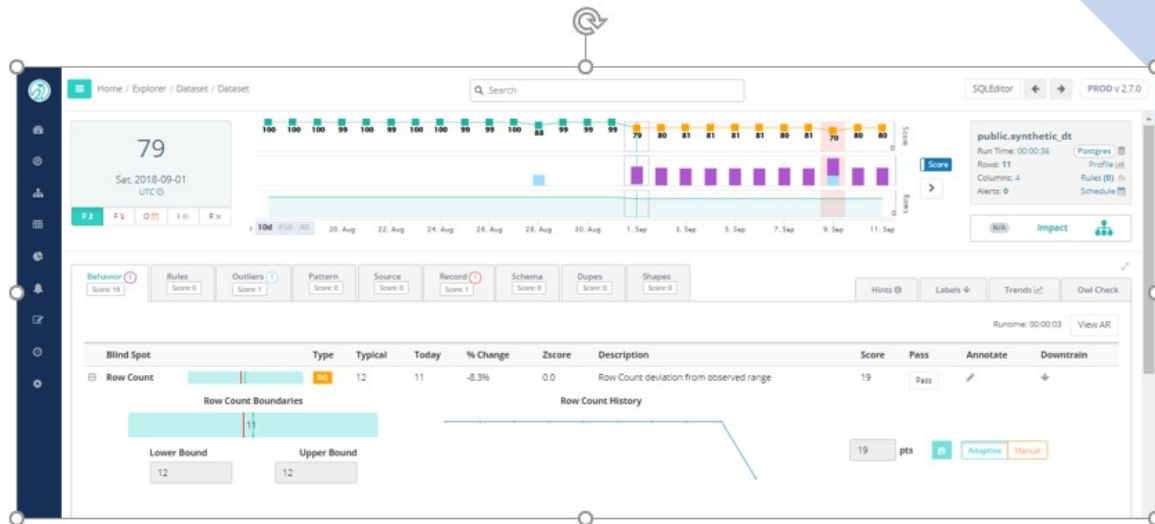 Home / Explorer / Dataset / Dataset
Search
SQLEditor
PROD v 2.7.0
79
Sat, 2018-09-01
UTC
100 100 100 99 100 100 100 99 99 100 88 99 99 99 79 80 81 81 81 81 80 81 70 80 80
Score
Rows
10d 45d All
20. Aug 22. Aug 24. Aug 26. Aug 28. Aug 30. Aug 1. Sep 3. Sep 5. Sep 7. Sep 9. Sep 11. Sep
Score
public.synthetic_dt
Run Time: 00:00:36 Postgres
Rows: 11 Profile
Columns: 4 Rules (0)
Alerts: 0 Schedule
N/A Impact
Behavior 1 Rules Outliers 1 Pattern Source Record 1 Schema Dupes Shapes
Score: 19 Score: 0 Score: 1 Score: 0 Score: 0 Score: 1 Score: 0 Score: 0 Score: 0
Hints Labels Trends Owl Check
Runtime: 00:00:03 View AR
Blind Spot Type Typical Today % Change Zscore Description Score Pass Annotate Downtrain
Row Count DQ 12 11 -8.3% 0.0 Row Count deviation from observed range 19 Pass
Row Count Boundaries
Row Count History
11
Lower Bound Upper Bound
12 12
19 pts Adaptive Manual